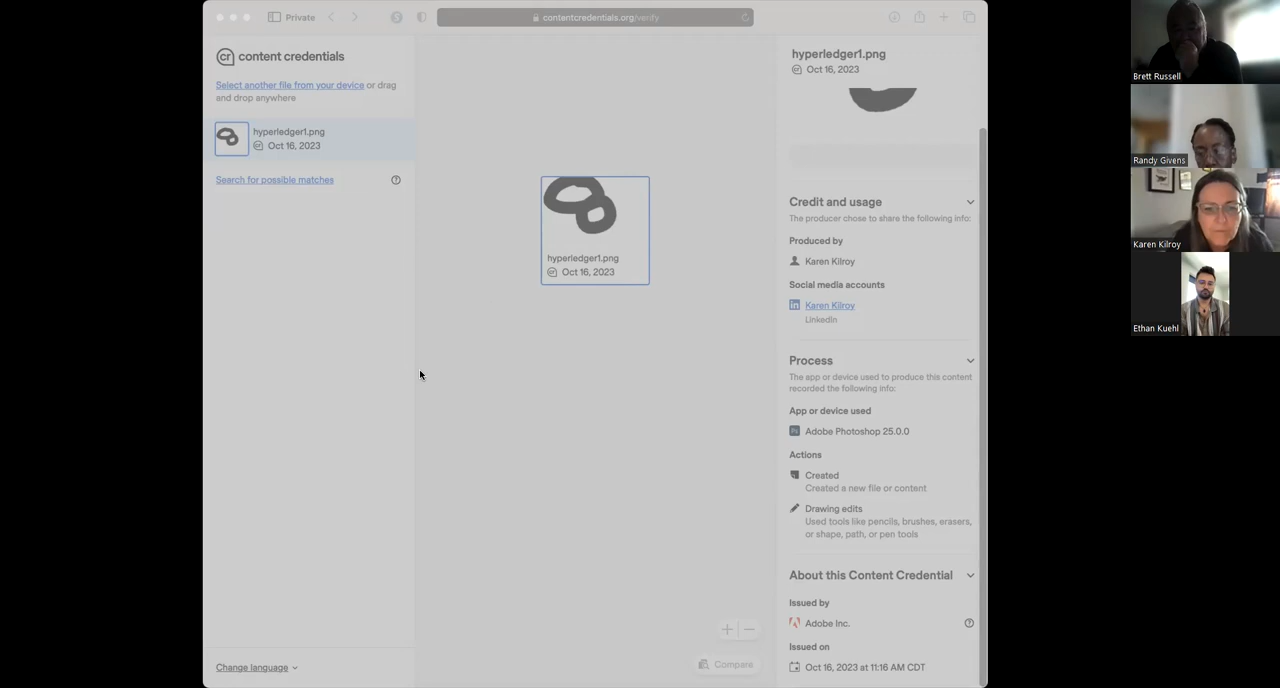 Private
contentcredentials.org/verify
cr content credentials
Select another file from your device or drag
and drop anywhere
hyperledger1.png
Oct 16, 2023
Search for possible matches
hyperledger1.png
Oct 16, 2023
hyperledger1.png
Oct 16, 2023
Credit and usage
The producer chose to share the following info:
Produced by
Karen Kilroy
Social media accounts
Karen Kilroy
LinkedIn
Process
The app or device used to produce this content
recorded the following info:
App or device used
Ps Adobe Photoshop 25.0.0
Actions
Created
Created a new file or content
Drawing edits
Used tools like pencils, brushes, erasers,
or shape, path, or pen tools
About this Content Credential
Issued by
Adobe Inc.
Issued on
Oct 16, 2023 at 11:16 AM CDT
Compare
Change language
Brett Russell
Randy Givens
Karen Kilroy
Ethan Kuehl